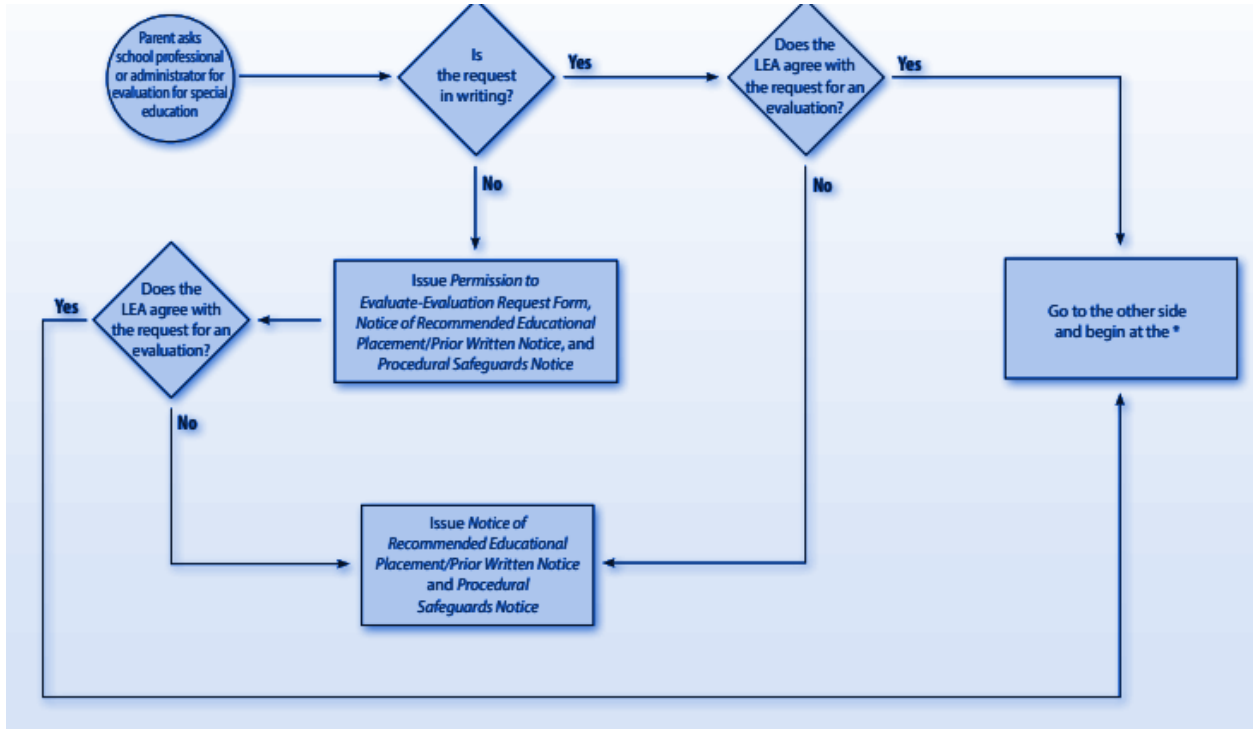 Parent asks
school professional
or administrator for
evaluation for special
education
Is
the request
in writing?
Yes
Does the
LEA agree with
the request for an
evaluation?
Yes
No
No
Issue Permission to
Evaluate-Evaluation Request Form,
Notice of Recommended Educational
Placement/Prior Written Notice, and
Procedural Safeguards Notice
Does the
LEA agree with
the request for an
evaluation?
Yes
No
Go to the other side
and begin at the *
Issue Notice of
Recommended Educational
Placement/Prior Written Notice
and Procedural
Safeguards Notice